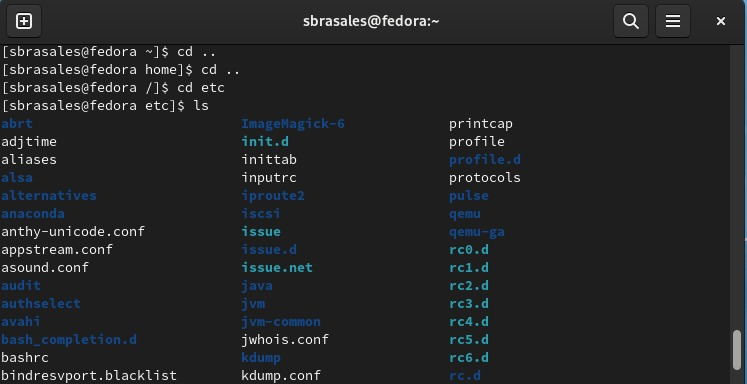 sbrasales@fedora:~
[sbrasales@fedora ~]$ cd ..
[sbrasales@fedora home]$ cd ..
[sbrasales@fedora /]$ cd etc
[sbrasales@fedora etc]$ ls
abrt ImageMagick-6 printcap
adjtime init.d profile
aliases inittab profile.d
alsa inputrc protocols
alternatives iproute2 pulse
anaconda iscsi qemu
anthy-unicode.conf issue qemu-ga
appstream.conf issue.d rc0.d
asound.conf issue.net rc1.d
audit java rc2.d
authselect jvm rc3.d
avahi jvm-common rc4.d
bash_completion.d jwhois.conf rc5.d
bashrc kdump rc6.d
bindresvport.blacklist kdump.conf rc.d